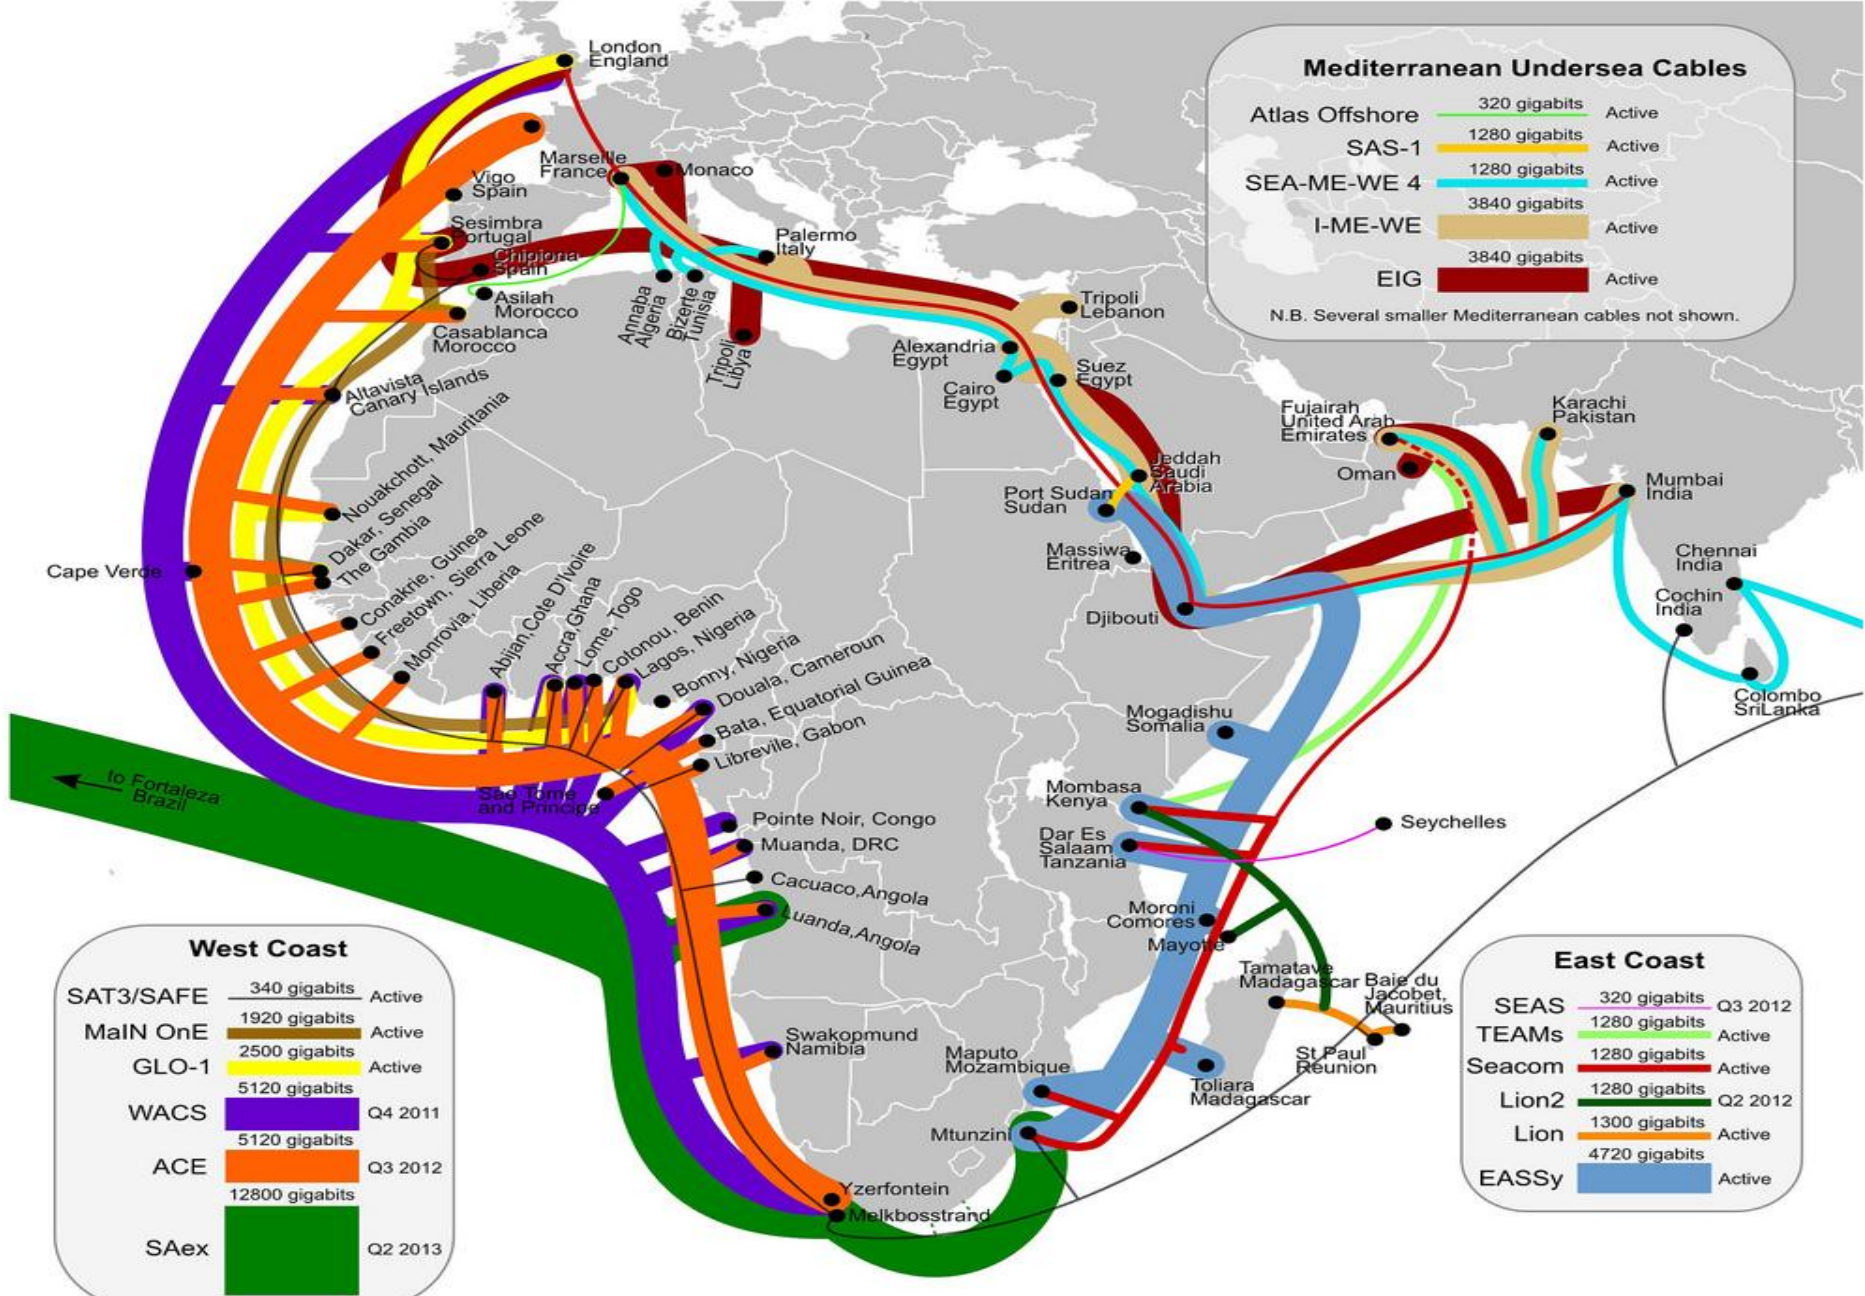 London
England
Marseille
France
Monaco
Vigo
Spain
Sesimbra
Portugal
Chipiona
Spain
Asilah
Morocco
Casablanca
Morocco
Palermo
Italy
Annaba
Algeria
Bizerte
Tunisia
Tripoli
Libya
Tripoli
Lebanon
Alexandria
Egypt
Cairo
Egypt
Suez
Egypt
Altavista
Canary Islands
Nouakchott, Mauritania
Dakar, Senegal
The Gambia
Conakrie, Guinea
Freetown, Sierra Leone
Monrovia, Liberia
Cape Verde
Abijan,Cote D'Ivoire
Accra,Ghana
Lome, Togo
Cotonou, Benin
Lagos, Nigeria
Bonny, Nigeria
Douala, Cameroun
Bata, Equatorial Guinea
Librevile, Gabon
Sao Tome
and Principe
Pointe Noir, Congo
Muanda, DRC
Cacuaco,Angola
Luanda,Angola
Swakopmund
Namibia
Yzerfontein
Melkbosstrand
to Fortaleza
Brazil
Jeddah
Saudi
Arabia
Port Sudan
Sudan
Massiwa
Eritrea
Djibouti
Fujairah
United Arab
Emirates
Oman
Karachi
Pakistan
Mumbai
India
Chennai
India
Cochin
India
Colombo
SriLanka
Mogadishu
Somalia
Mombasa
Kenya
Dar Es
Salaam
Tanzania
Seychelles
Moroni
Comores
Mayotte
Tamatave
Madagascar
Baie du
Jacobet,
Mauritius
St Paul
Reunion
Toliara
Madagascar
Maputo
Mozambique
Mtunzini
Mediterranean Undersea Cables
Atlas Offshore 320 gigabits Active
SAS-1 1280 gigabits Active
SEA-ME-WE 4 1280 gigabits Active
I-ME-WE 3840 gigabits Active
EIG 3840 gigabits Active
N.B. Several smaller Mediterranean cables not shown.
West Coast
SAT3/SAFE 340 gigabits Active
MaIN OnE 1920 gigabits Active
GLO-1 2500 gigabits Active
WACS 5120 gigabits Q4 2011
ACE 5120 gigabits Q3 2012
SAex 12800 gigabits Q2 2013
East Coast
SEAS 320 gigabits Q3 2012
TEAMs 1280 gigabits Active
Seacom 1280 gigabits Active
Lion2 1280 gigabits Q2 2012
Lion 1300 gigabits Active
EASSy 4720 gigabits Active